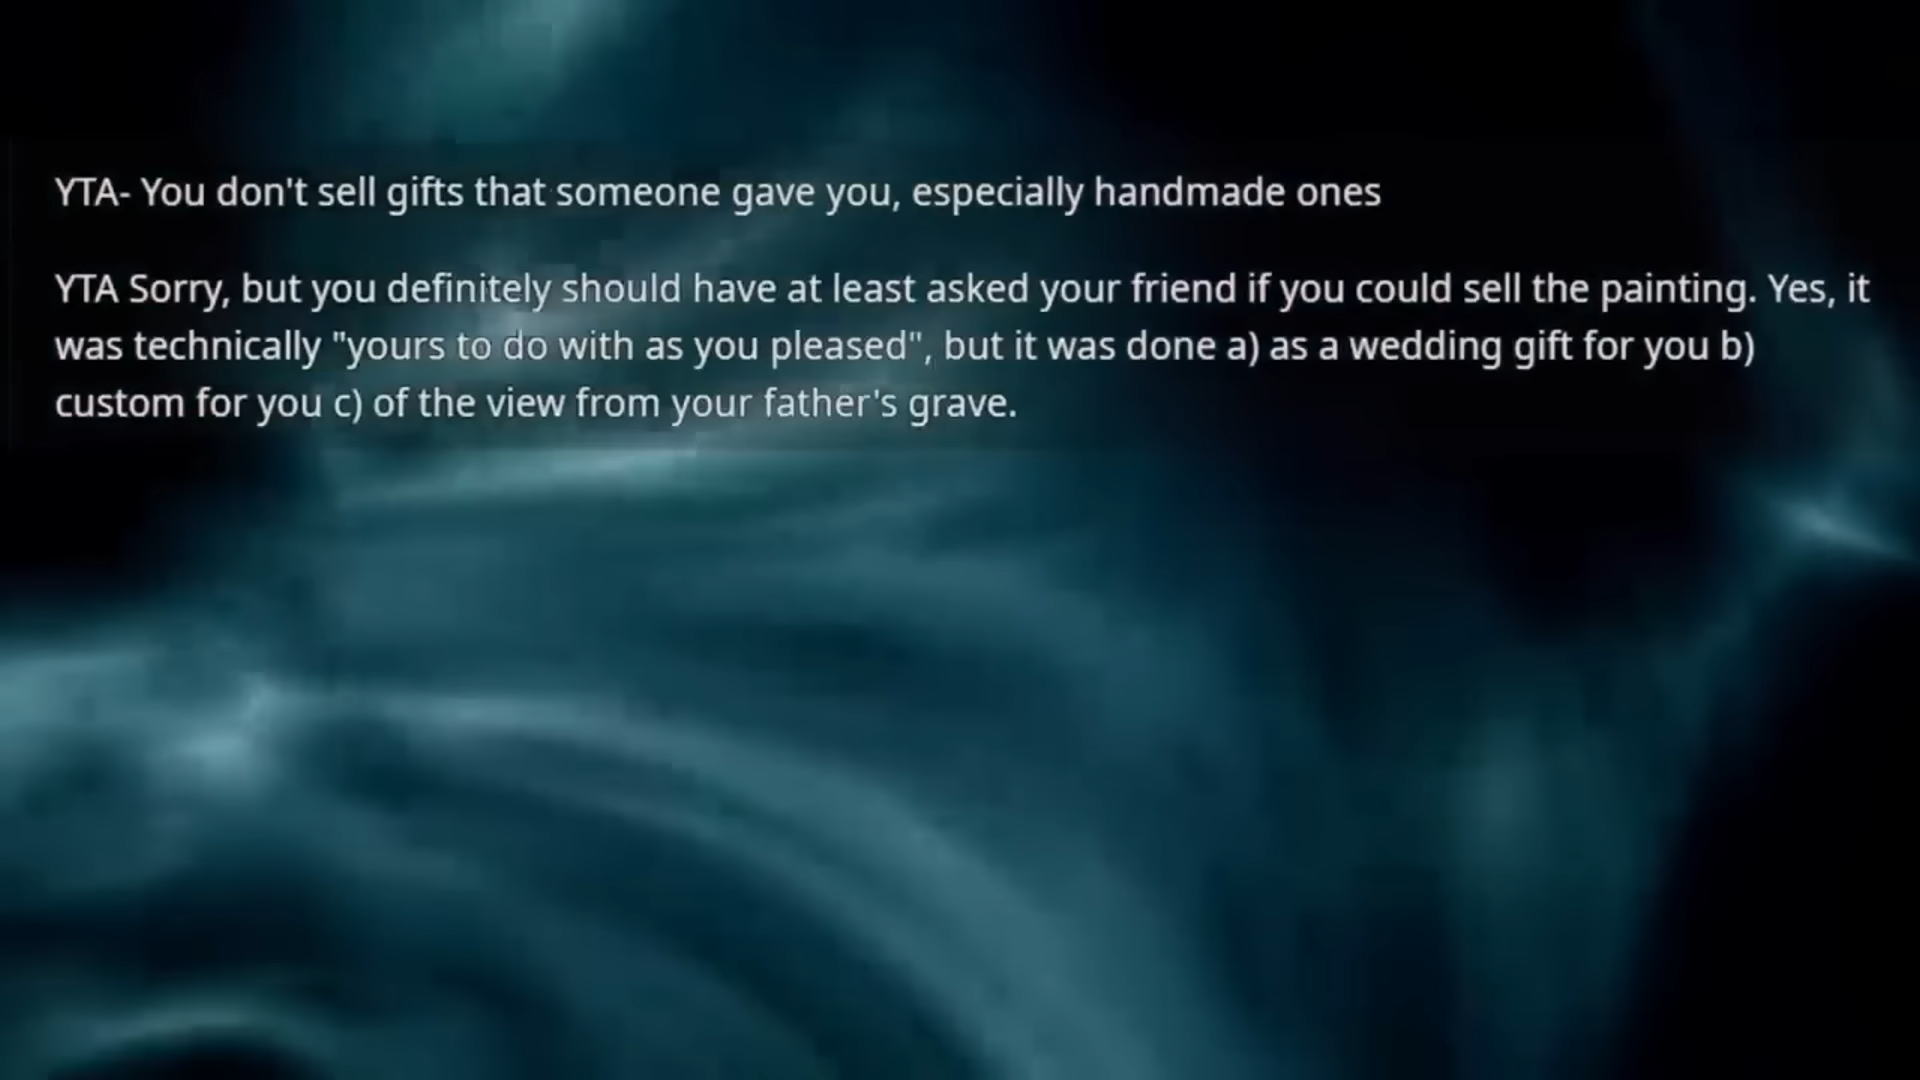 YTA- You don't sell gifts that someone gave you, especially handmade ones
YTA Sorry, but you definitely should have at least asked your friend if you could sell the painting. Yes, it
was technically "yours to do with as you pleased", but it was done a) as a wedding gift for you b)
custom for you c) of the view from your father's grave.